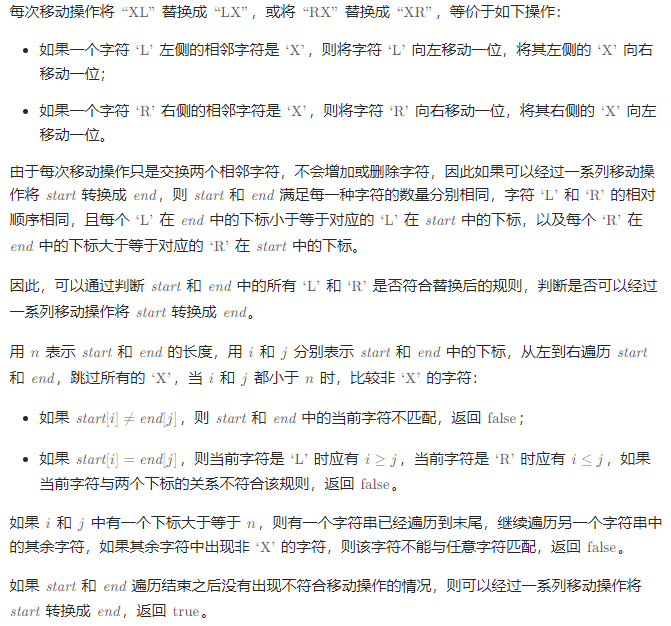 每次移动操作将 “XL” 替换成 “LX”，或将 “RX” 替换成 “XR”，等价于如下操作：
• 如果一个字符 ‘L’ 左侧的相邻字符是 ‘X’，则将字符 ‘L’ 向左移动一位，将其左侧的 ‘X’ 向右
移动一位；
• 如果一个字符 ‘R’ 右侧的相邻字符是 ‘X’，则将字符 ‘R’ 向右移动一位，将其右侧的 ‘X’ 向左
移动一位。
由于每次移动操作只是交换两个相邻字符，不会增加或删除字符，因此如果可以经过一系列移动操
作将 start 转换成 end，则 start 和 end 满足每一种字符的数量分别相同，字符 ‘L’ 和 ‘R’ 的相对
顺序相同，且每个 ‘L’ 在 end 中的下标小于等于对应的 ‘L’ 在 start 中的下标，以及每个 ‘R’ 在
end 中的下标大于等于对应的 ‘R’ 在 start 中的下标。
因此，可以通过判断 start 和 end 中的所有 ‘L’ 和 ‘R’ 是否符合替换后的规则，判断是否可以经过
一系列移动操作将 start 转换成 end。
用 n 表示 start 和 end 的长度，用 i 和 j 分别表示 start 和 end 中的下标，从左到右遍历 start
和 end，跳过所有的 ‘X’，当 i 和 j 都小于 n 时，比较非 ‘X’ 的字符：
• 如果 start[i] ≠ end[j]，则 start 和 end 中的当前字符不匹配，返回 false；
• 如果 start[i] = end[j]，则当前字符是 ‘L’ 时应有 i ≥ j，当前字符是 ‘R’ 时应有 i ≤ j，如果
当前字符与两个下标的关系不符合该规则，返回 false。
如果 i 和 j 中有一个下标大于等于 n，则有一个字符串已经遍历到末尾，继续遍历另一个字符串中
的其余字符，如果其余字符中出现非 ‘X’ 的字符，则该字符不能与任意字符匹配，返回 false。
如果 start 和 end 遍历结束之后没有出现不符合移动操作的情况，则可以经过一系列移动操作将
start 转换成 end，返回 true。